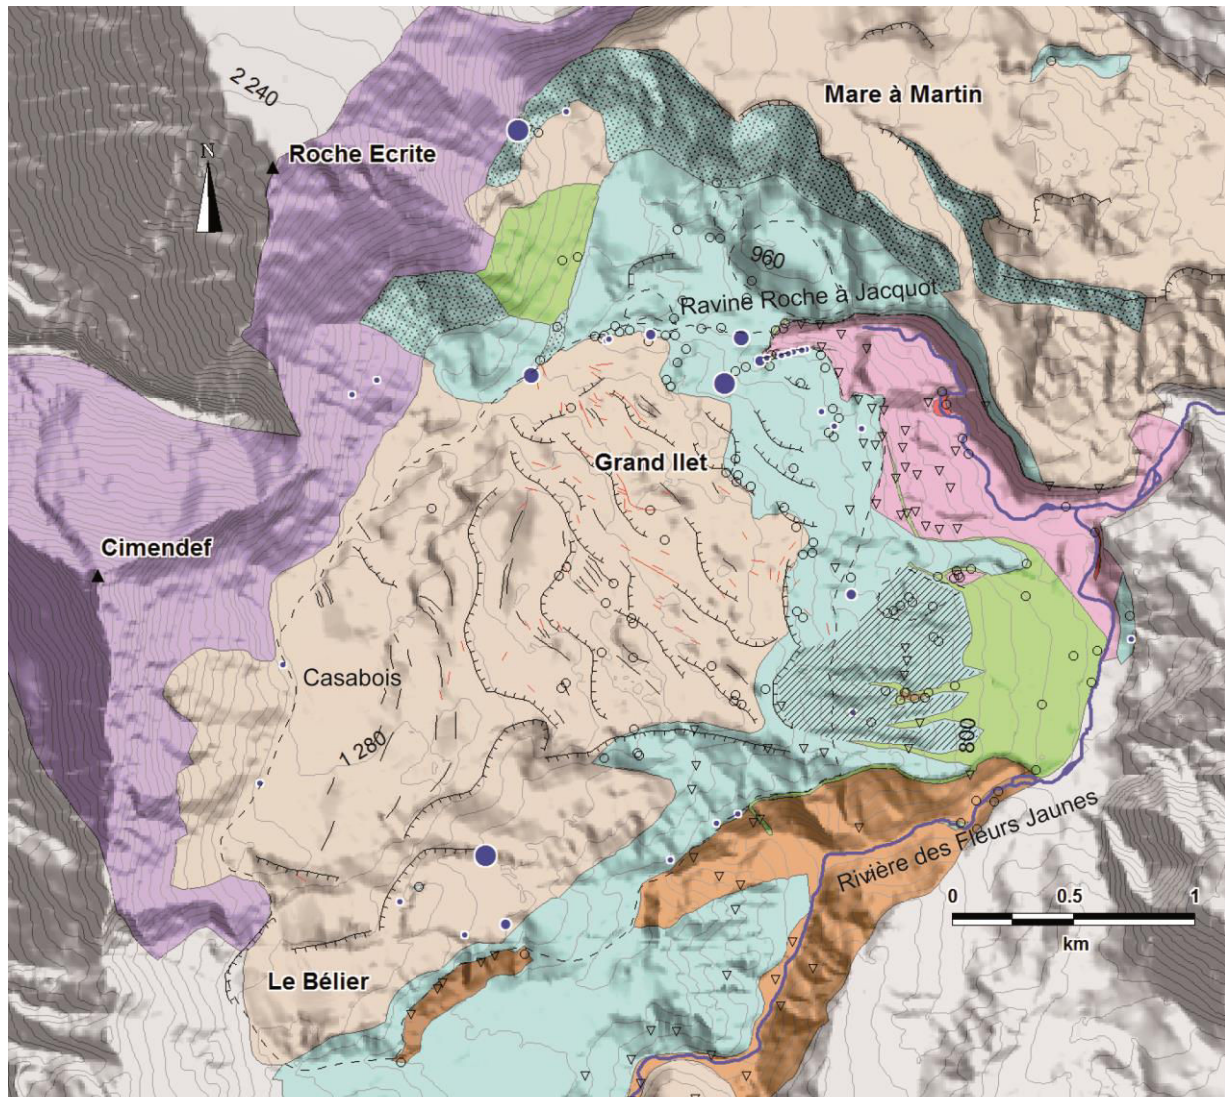 Mare à Martin
2 240
N
Roche Ecrite
960
Ravine Roche à Jacquot
Grand Ilet
Cimendef
Casabois
1 280
800
Rivière des Fleurs Jaunes
0 0.5 1
km
Le Bélier